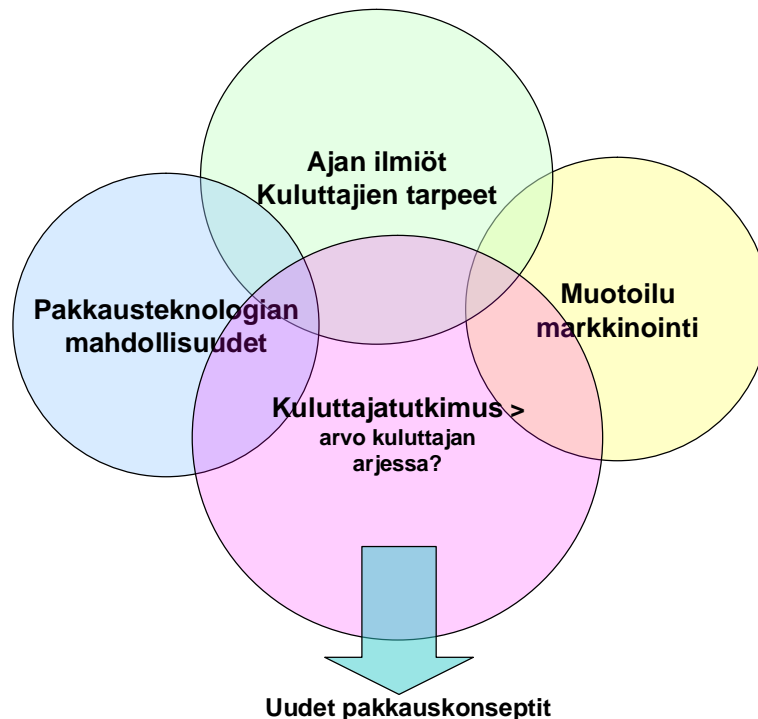 Ajan ilmiöt
Kuluttajien tarpeet
Pakkausteknologian
mahdollisuudet
Muotoilu
markkinointi
Kuluttajatutkimus >
arvo kuluttajan
arjessa?
Uudet pakkauskonseptit